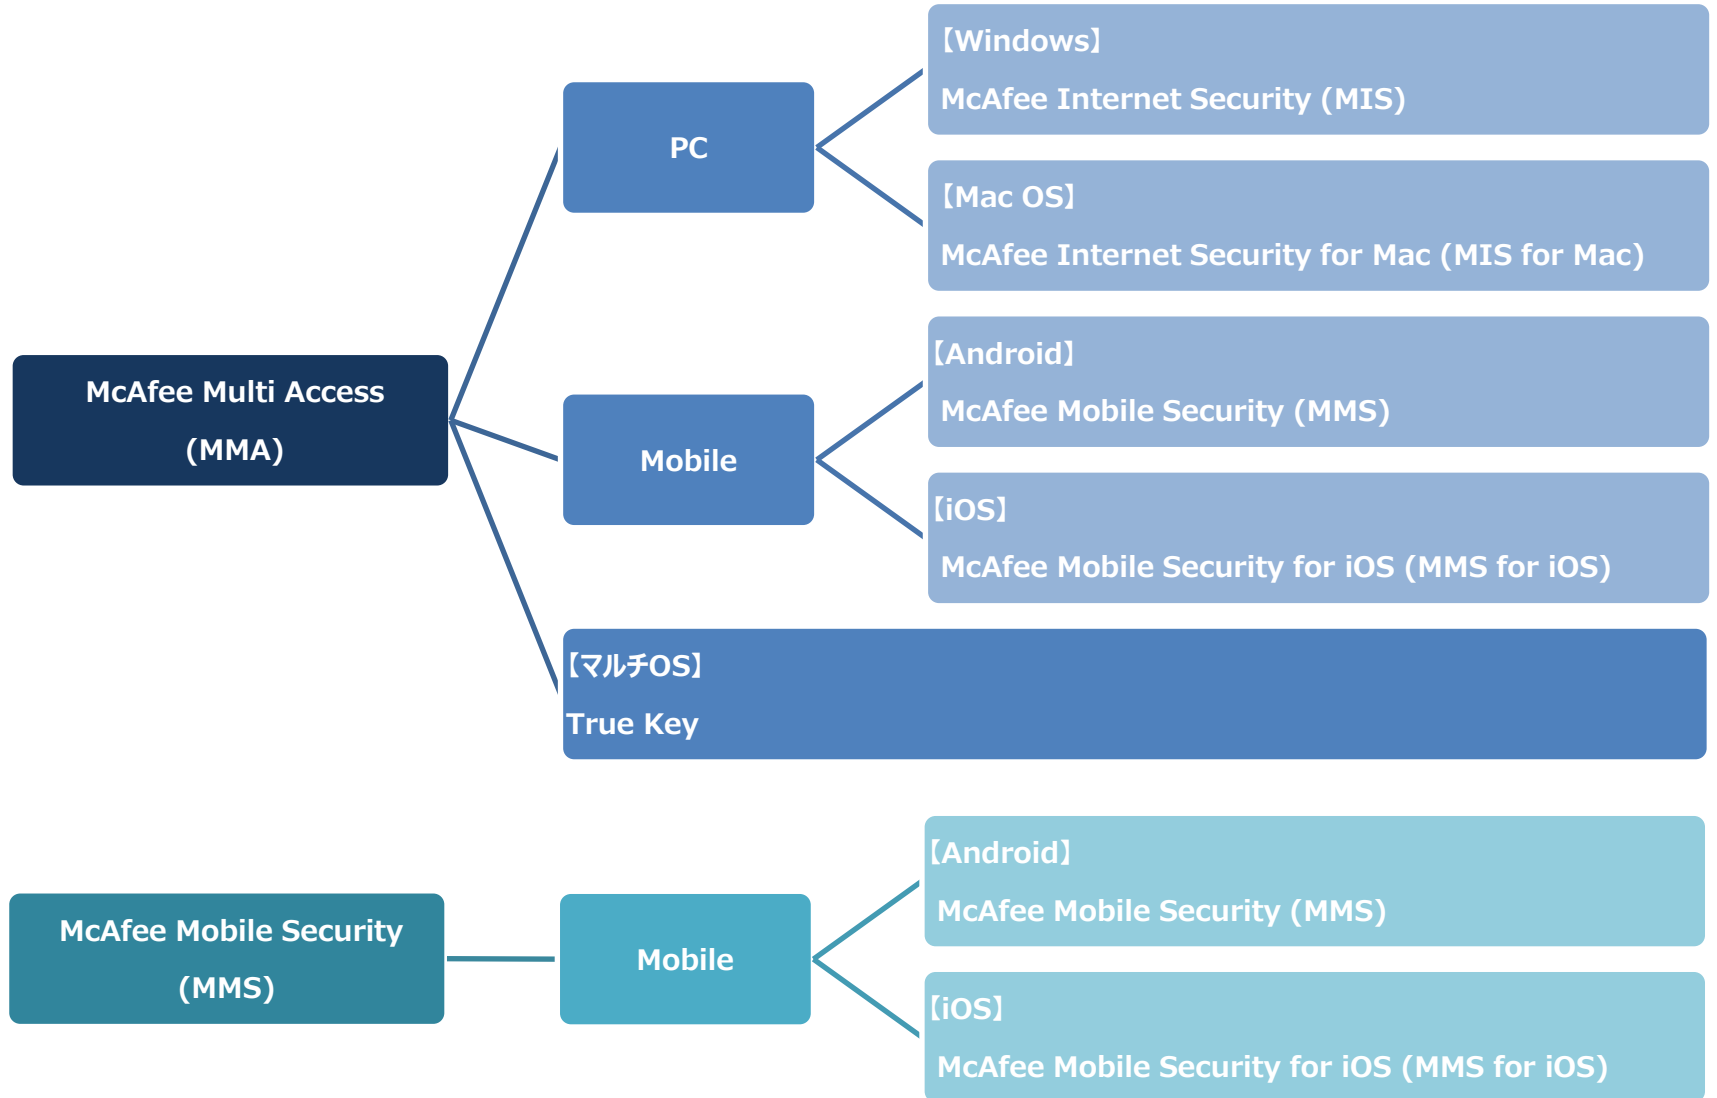 McAfee Multi Access
(MMA)
PC
【Windows】
McAfee Internet Security (MIS)
【Mac OS】
McAfee Internet Security for Mac (MIS for Mac)
Mobile
【Android】
McAfee Mobile Security (MMS)
【iOS】
McAfee Mobile Security for iOS (MMS for iOS)
【マルチOS】
True Key
McAfee Mobile Security
(MMS)
Mobile
【Android】
McAfee Mobile Security (MMS)
【iOS】
McAfee Mobile Security for iOS (MMS for iOS)